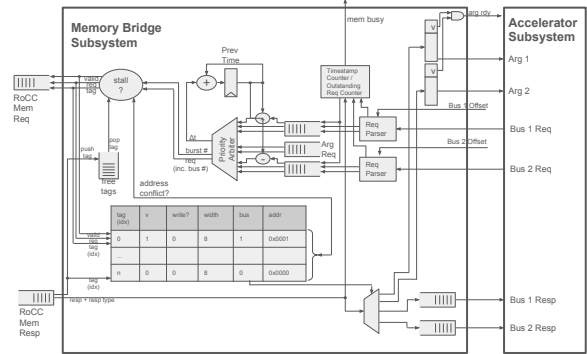 Memory Bridge
Subsystem
Accelerator
Subsystem
mem busy
arg rdy
v
v
Arg 1
Arg 2
Prev
Time
Timestamp
Counter /
Outstanding
Req Counter
valid
req
tag
stall
?
RoCC
Mem
Req
+
-
-
Δt
burst #
req
(inc. bus #)
Priority
Arbiter
Arg
Req
Req
Parser
Req
Parser
Bus 1 Offset
Bus 2 Offset
Bus 1 Req
Bus 2 Req
push
tag
pop
tag
free
tags
address
conflict?
tag
(idx)
v
write?
width
bus
addr
0
1
0
8
1
0x0001
...
n
0
0
8
0
0x0000
valid
req
tag
(idx)
tag
(idx)
resp + resp type
RoCC
Mem
Resp
Bus 1 Resp
Bus 2 Resp